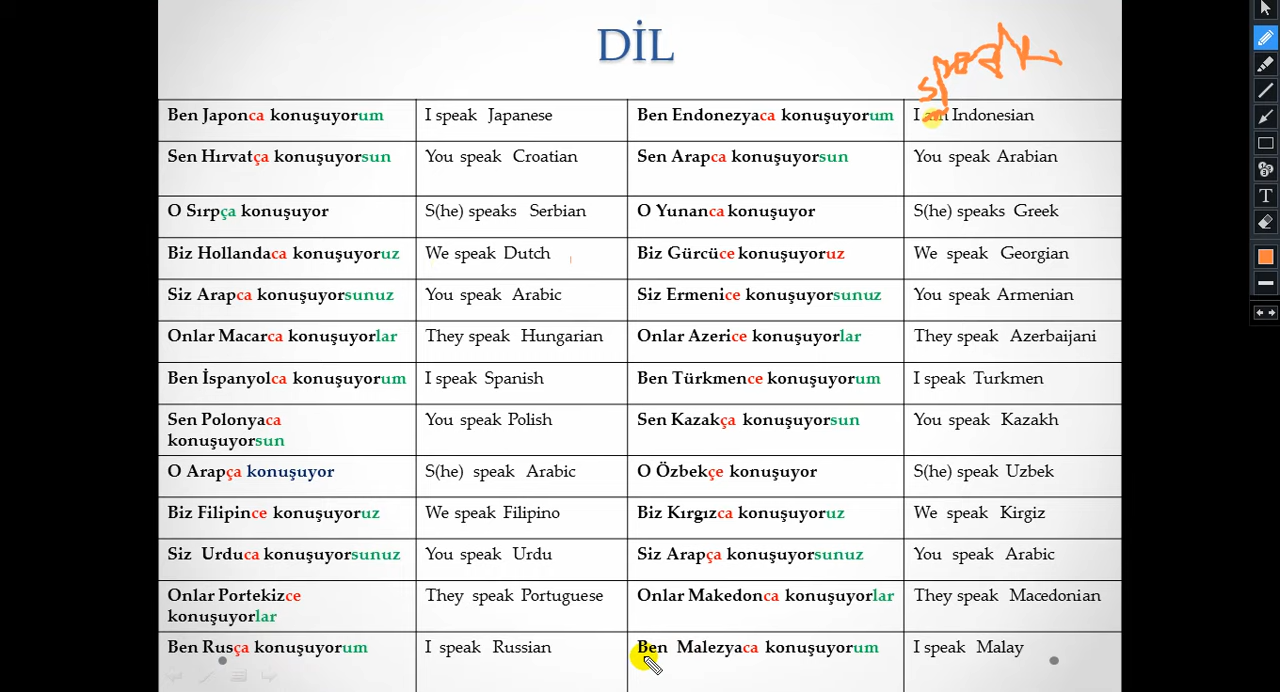 DİL
speak
Ben Japonca konuşuyorum I speak Japanese Ben Endonezyaca konuşuyorum I am Indonesian
Sen Hırvatça konuşuyorsun You speak Croatian Sen Arapca konuşuyorsun You speak Arabian
O Sırpça konuşuyor S(he) speaks Serbian O Yunanca konuşuyor S(he) speaks Greek
Biz Hollandaca konuşuyoruz We speak Dutch Biz Gürcüce konuşuyoruz We speak Georgian
Siz Arapca konuşuyorsunuz You speak Arabic Siz Ermenice konuşuyorsunuz You speak Armenian
Onlar Macarca konuşuyorlar They speak Hungarian Onlar Azerice konuşuyorlar They speak Azerbaijani
Ben İspanyolca konuşuyorum I speak Spanish Ben Türkmence konuşuyorum I speak Turkmen
Sen Polonyaca You speak Polish Sen Kazakça konuşuyorsun You speak Kazakh
konuşuyorsun
O Arapça konuşuyor S(he) speak Arabic O Özbekçe konuşuyor S(he) speak Uzbek
Biz Filipince konuşuyoruz We speak Filipino Biz Kırgızca konuşuyoruz We speak Kirgiz
Siz Urduca konuşuyorsunuz You speak Urdu Siz Arapça konuşuyorsunuz You speak Arabic
Onlar Portekizce They speak Portuguese Onlar Makedonca konuşuyorlar They speak Macedonian
konuşuyorlar
Ben Rusça konuşuyorum I speak Russian Ben Malezyaca konuşuyorum I speak Malay